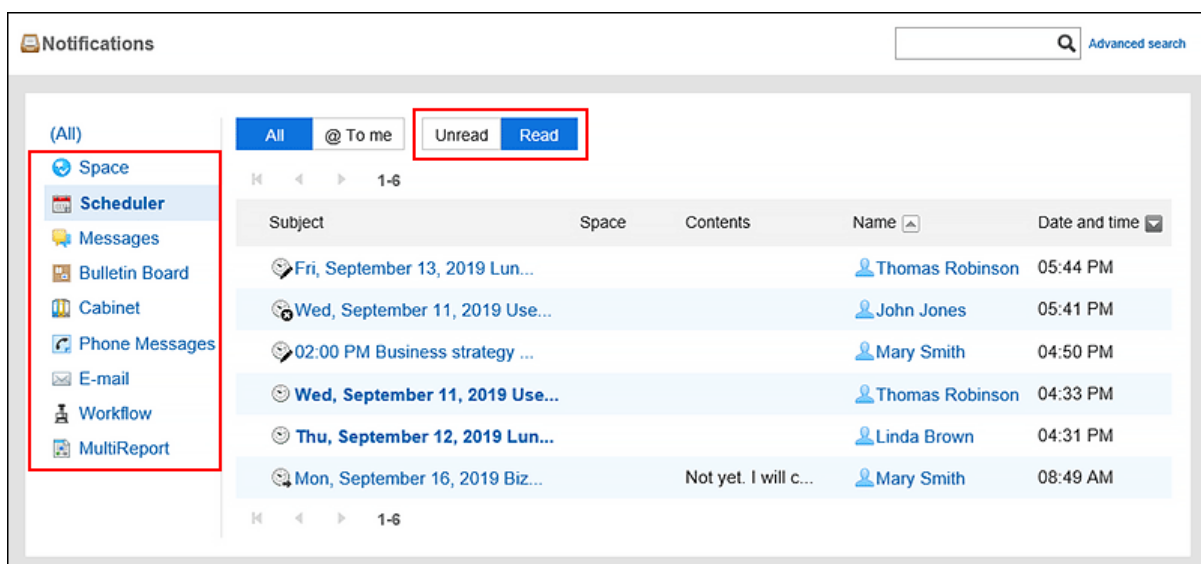 Notifications
Advanced search
(All)
Space
Scheduler
Messages
Bulletin Board
Cabinet
Phone Messages
E-mail
Workflow
MultiReport
All @ To me Unread Read
1-6
Subject Space Contents Name Date and time
Fri, September 13, 2019 Lun... Thomas Robinson 05:44 PM
Wed, September 11, 2019 Use... John Jones 05:41 PM
02:00 PM Business strategy ... Mary Smith 04:50 PM
Wed, September 11, 2019 Use... Thomas Robinson 04:33 PM
Thu, September 12, 2019 Lun... Linda Brown 04:31 PM
Mon, September 16, 2019 Biz... Not yet. I will c... Mary Smith 08:49 AM
1-6